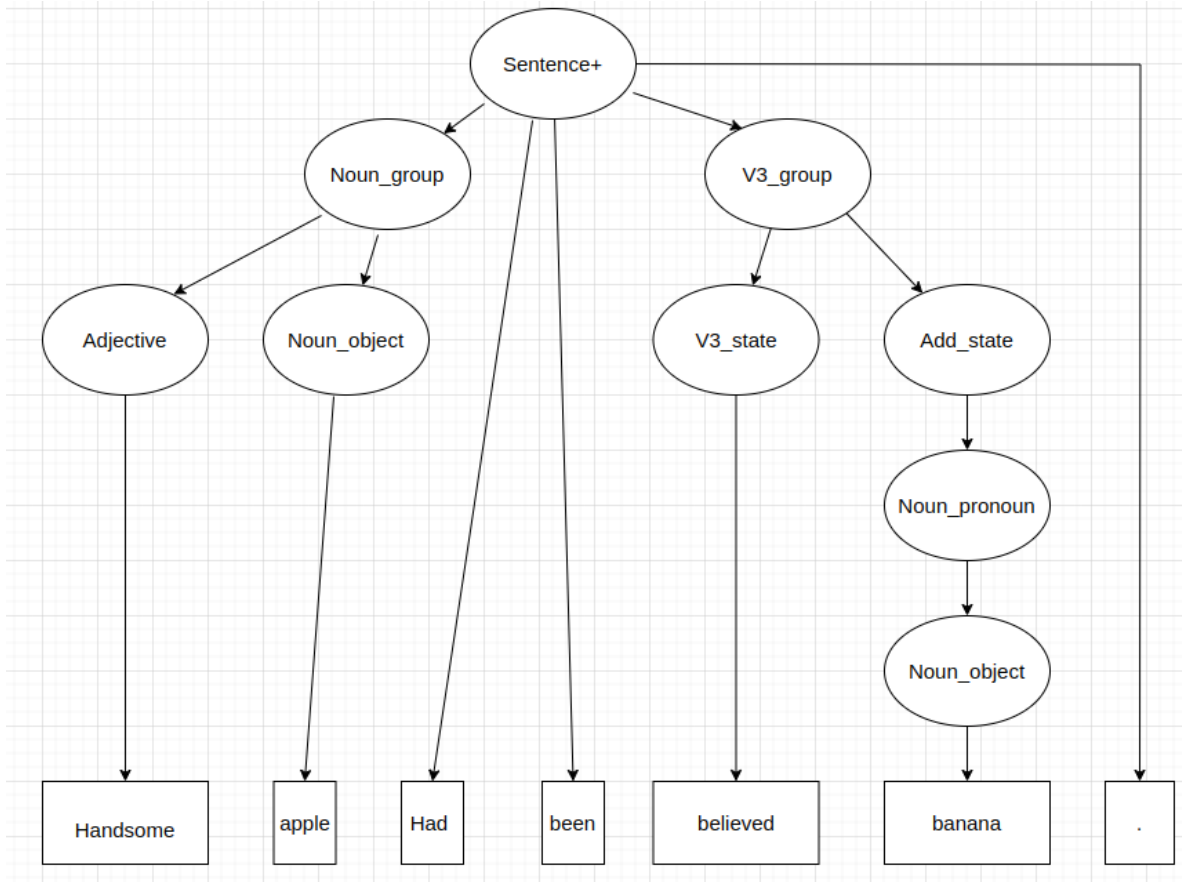 Sentence+
Noun_group
V3_group
Adjective
Noun_object
V3_state
Add_state
Noun_pronoun
Noun_object
Handsome
apple
Had
been
believed
banana
.